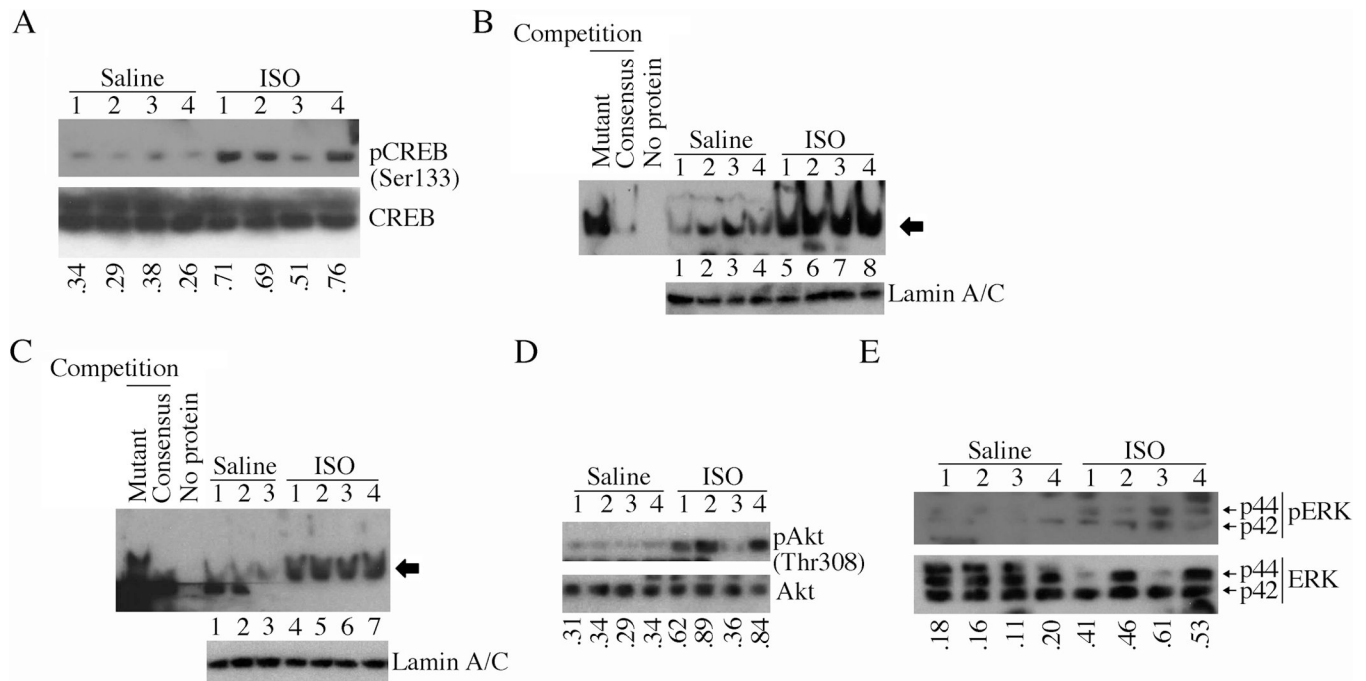 A
Saline ISO
1 2 3 4 1 2 3 4
pCREB
(Ser133)
CREB
.34 .29 .38 .26 .71 .69 .51 .76
B
Competition
Mutant Consensus No protein
Saline ISO
1 2 3 4 1 2 3 4
1 2 3 4 5 6 7 8
Lamin A/C
C
Competition
Mutant Consensus No protein
Saline ISO
1 2 3 1 2 3 4
1 2 3 4 5 6 7
Lamin A/C
D
Saline ISO
1 2 3 4 1 2 3 4
pAkt
(Thr308)
Akt
.31 .34 .29 .34 .62 .89 .36 .84
E
Saline ISO
1 2 3 4 1 2 3 4
p44
p42
pERK
p44
p42
ERK
.18 .16 .11 .20 .41 .46 .61 .53